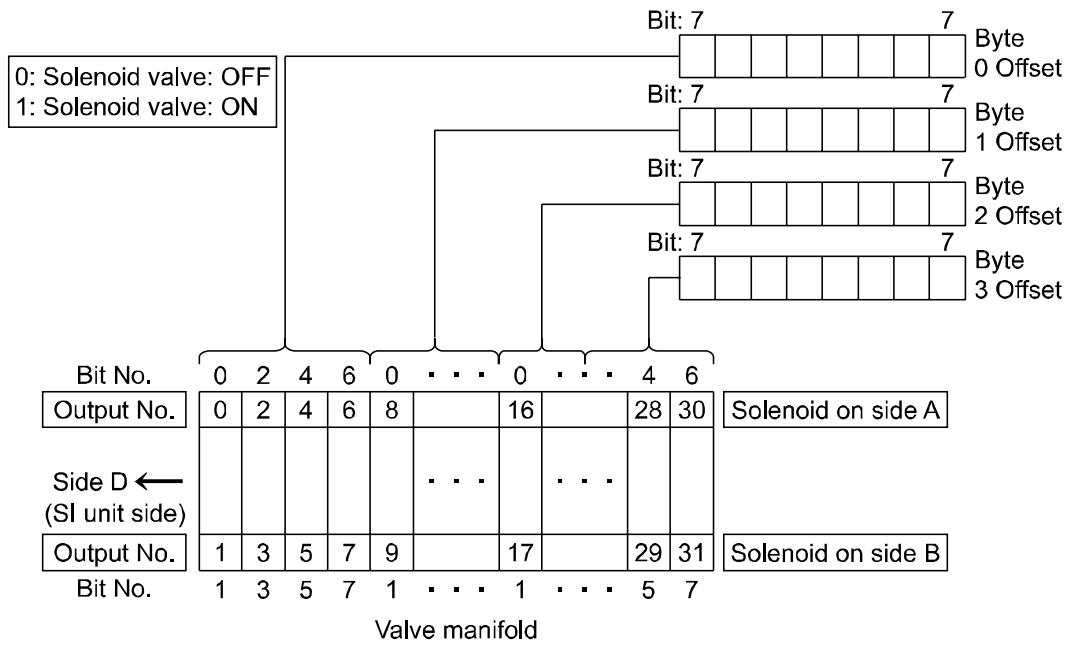 Bit: 7 7
Byte
0 Offset
0: Solenoid valve: OFF
1: Solenoid valve: ON
Bit: 7 7
Byte
1 Offset
Bit: 7 7
Byte
2 Offset
Bit: 7 7
Byte
3 Offset
Bit No. 0 2 4 6 0 · · · 0 · · · 4 6
Output No. 0 2 4 6 8 16 28 30 Solenoid on side A
Side D ← · · · · · ·
(SI unit side)
Output No. 1 3 5 7 9 17 29 31 Solenoid on side B
Bit No. 1 3 5 7 1 · · · 1 · · · 5 7
Valve manifold